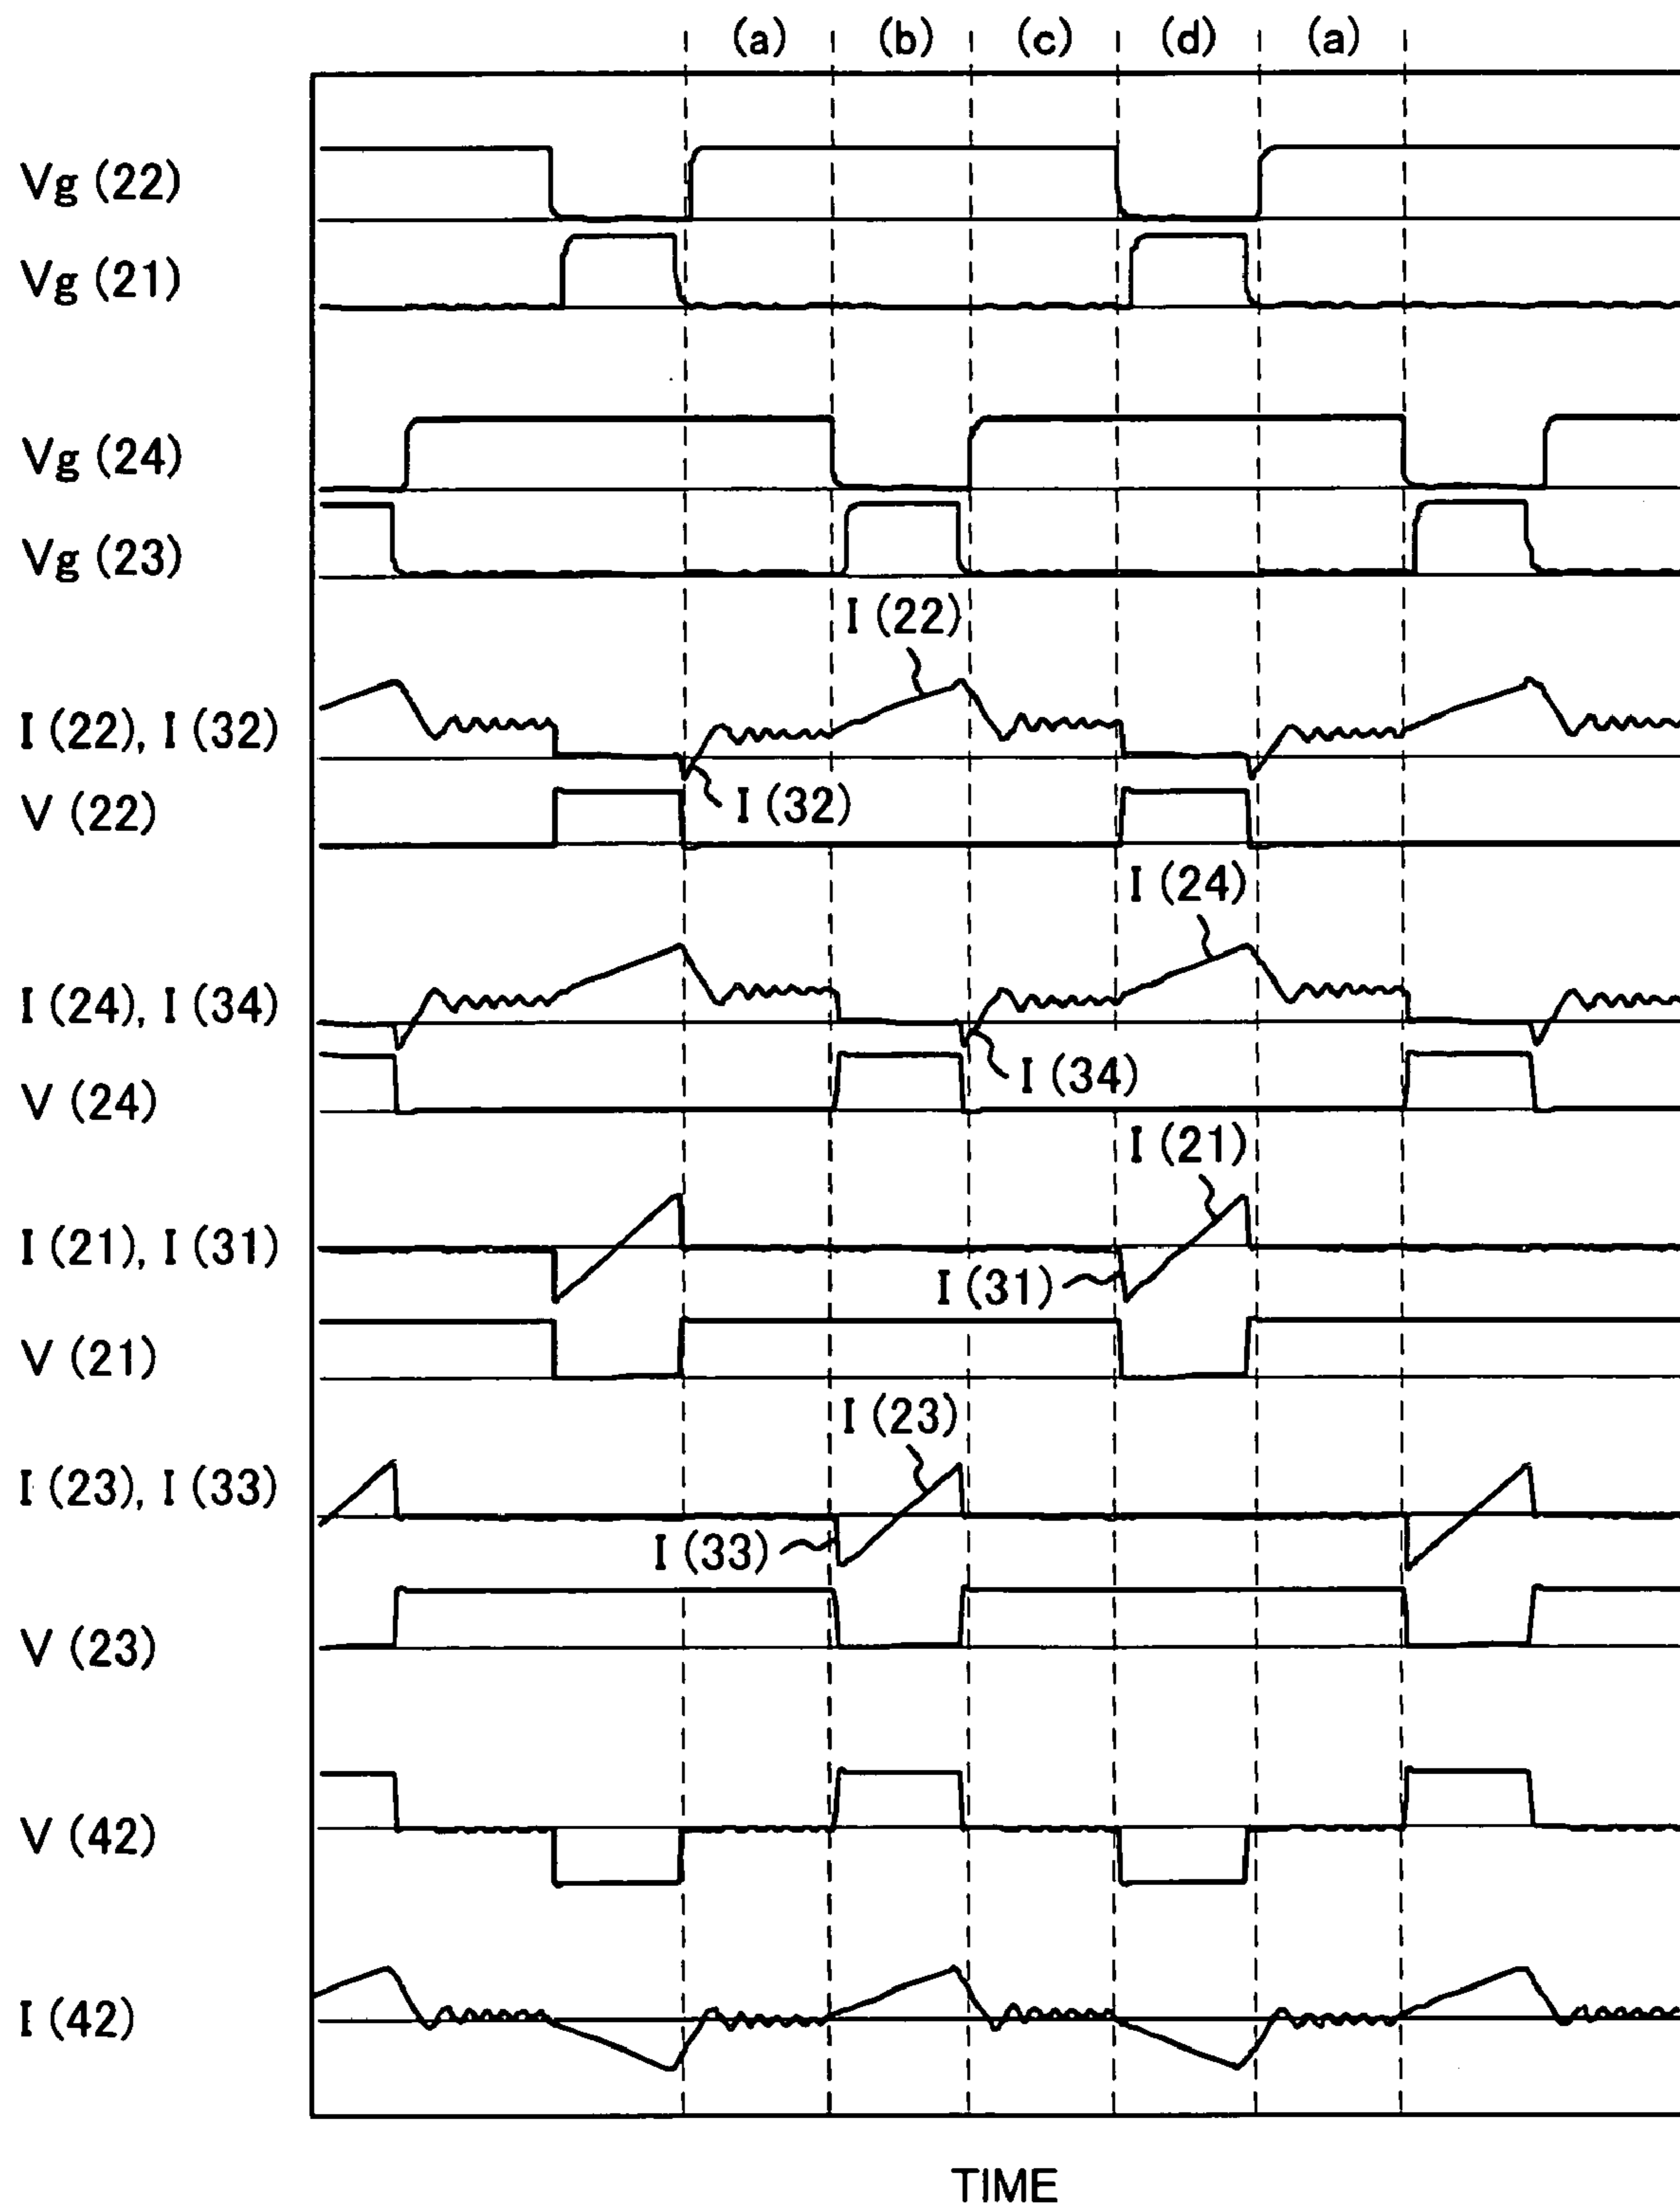 (a) (b) (c) (d) (a)
Vg (22)
Vg (21)
Vg (24)
Vg (23)
I (22)
I (22), I (32)
I (32)
V (22)
I (24)
I (24), I (34)
I (34)
V (24)
I (21)
I (21), I (31)
I (31)
V (21)
I (23)
I (23), I (33)
I (33)
V (23)
V (42)
I (42)
TIME